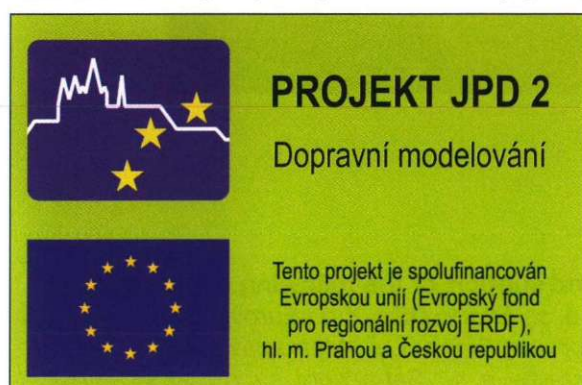 PROJEKT JPD 2
Dopravní modelování
Tento projekt je spolufinancován
Evropskou unií (Evropský fond
pro regionální rozvoj ERDF),
hl. m. Prahou a Českou republikou